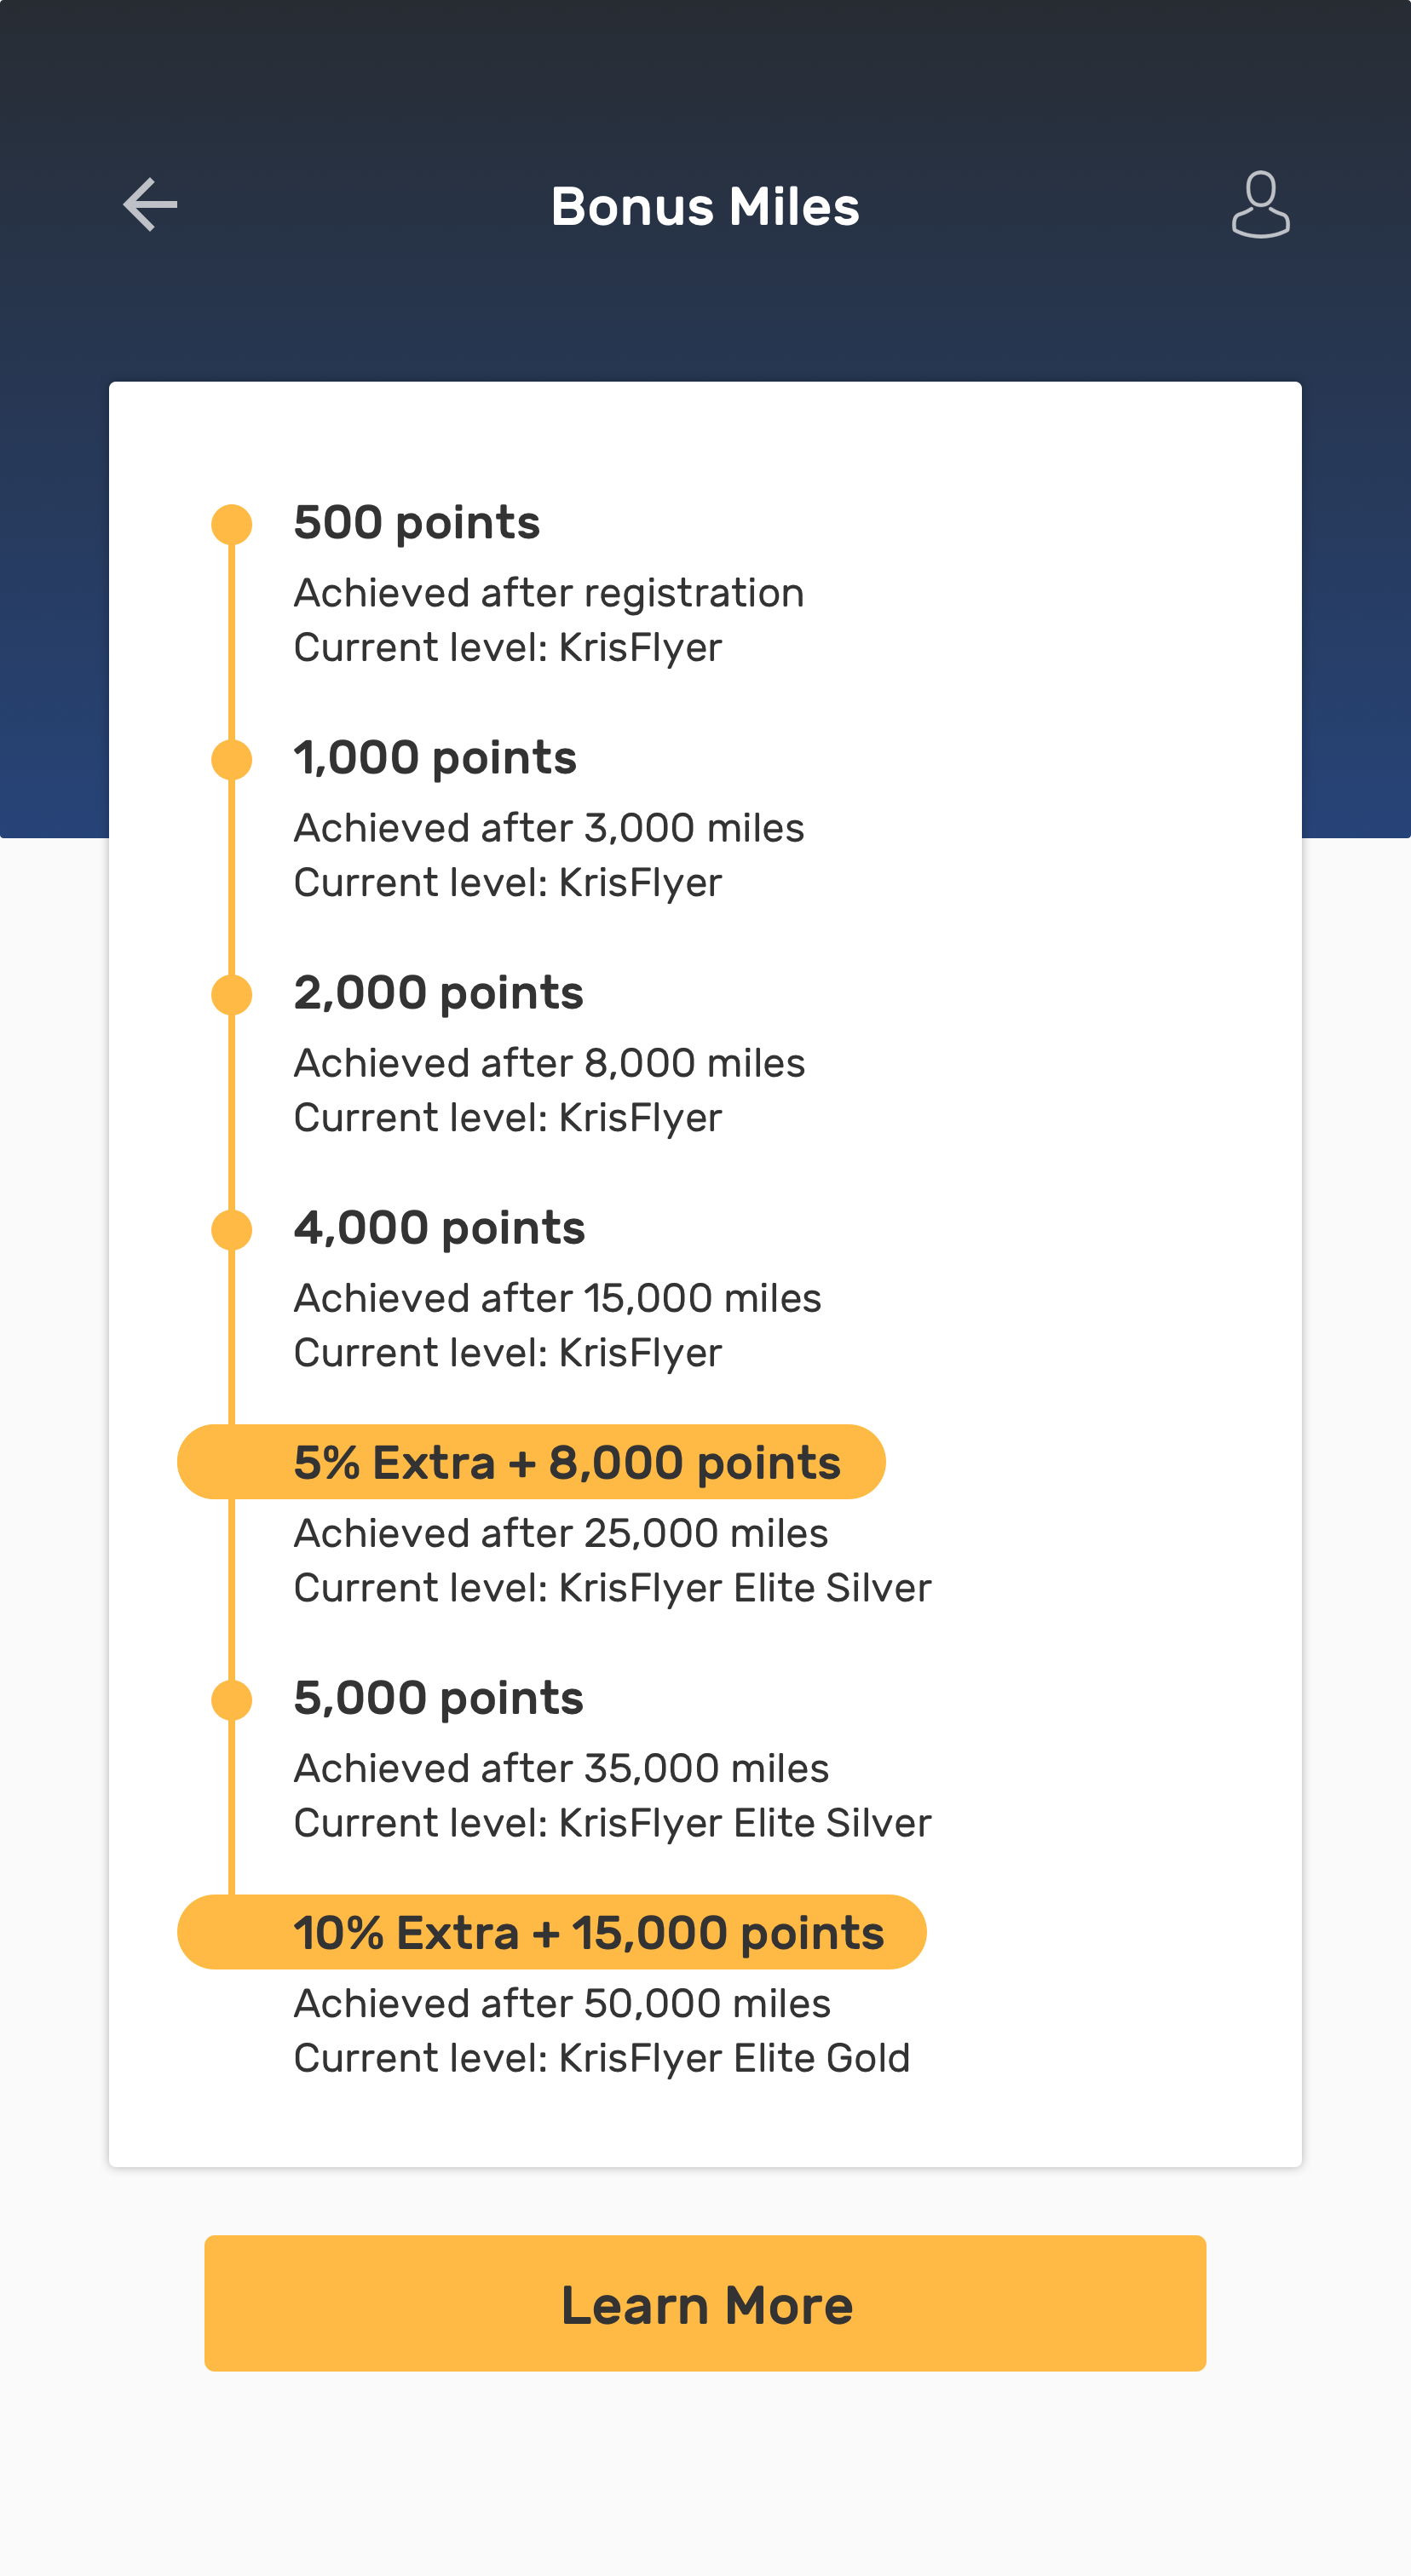 Bonus Miles
500 points
Achieved after registration
Current level: KrisFlyer
1,000 points
Achieved after 3,000 miles
Current level: KrisFlyer
2,000 points
Achieved after 8,000 miles
Current level: KrisFlyer
4,000 points
Achieved after 15,000 miles
Current level: KrisFlyer
5% Extra + 8,000 points
Achieved after 25,000 miles
Current level: KrisFlyer Elite Silver
5,000 points
Achieved after 35,000 miles
Current level: KrisFlyer Elite Silver
10% Extra + 15,000 points
Achieved after 50,000 miles
Current level: KrisFlyer Elite Gold
Learn More